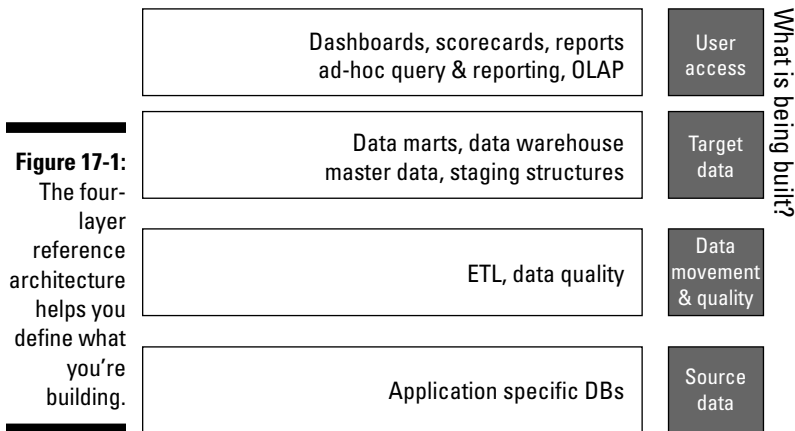 Figure 17-1:
The four-
layer
reference
architecture
helps you
define what
you're
building.
Dashboards, scorecards, reports
ad-hoc query & reporting, OLAP
User
access
Data marts, data warehouse
master data, staging structures
Target
data
ETL, data quality
Data
movement
& quality
Application specific DBs
Source
data
What is being built?